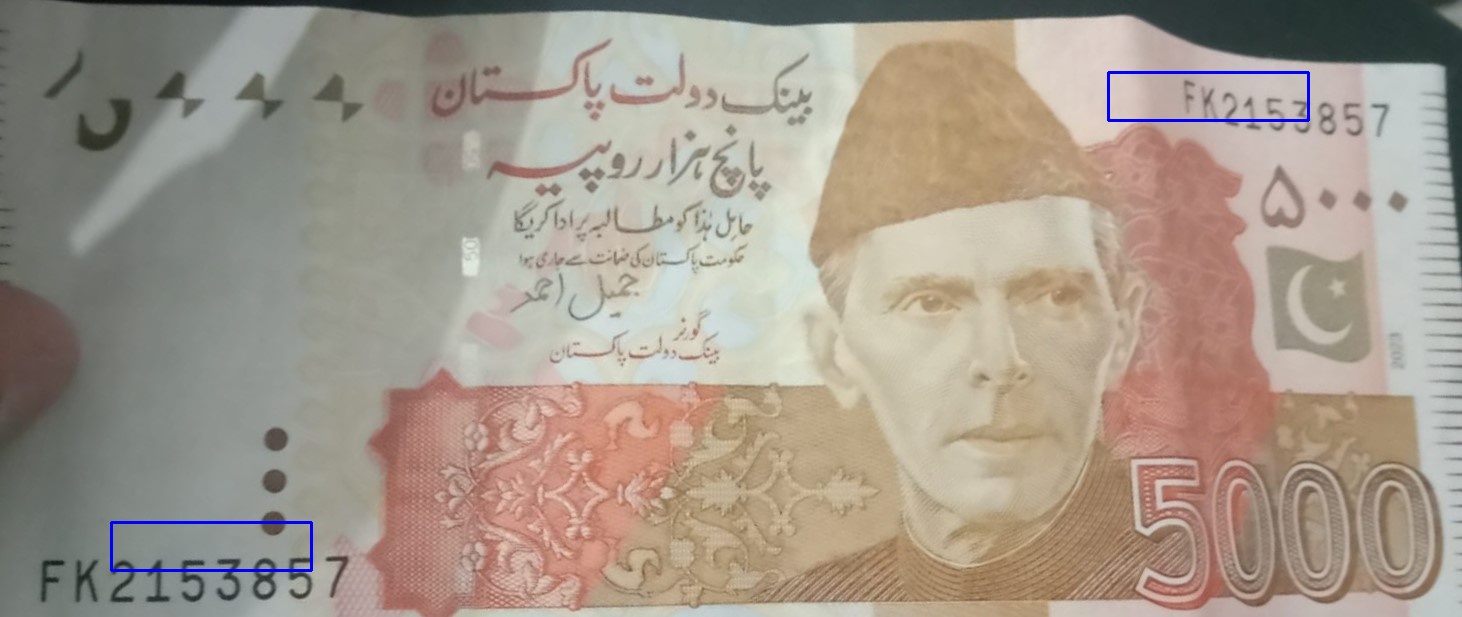 بینک دولت پاکستان
FK2153857
پانچ ہزار روپیہ
۵۰۰۰
حامل ہٰذا کو مطالبہ پر ادا کریگا
حکومت پاکستان کی ضمانت سے جاری ہوا
جمیل احمد
گورنر
بینک دولت پاکستان
2023
5000
FK2153857